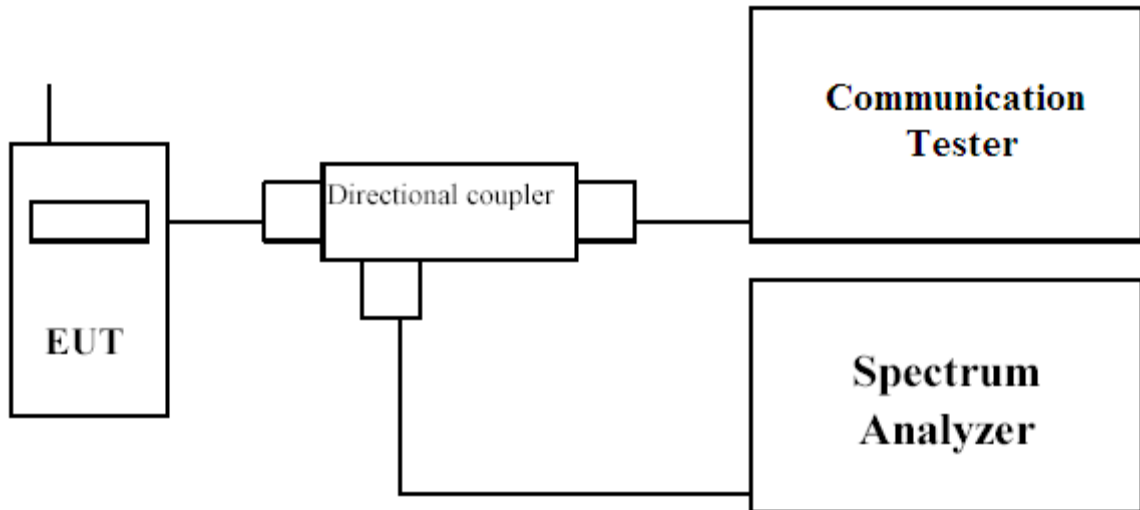 Communication
Tester
Directional coupler
EUT
Spectrum
Analyzer